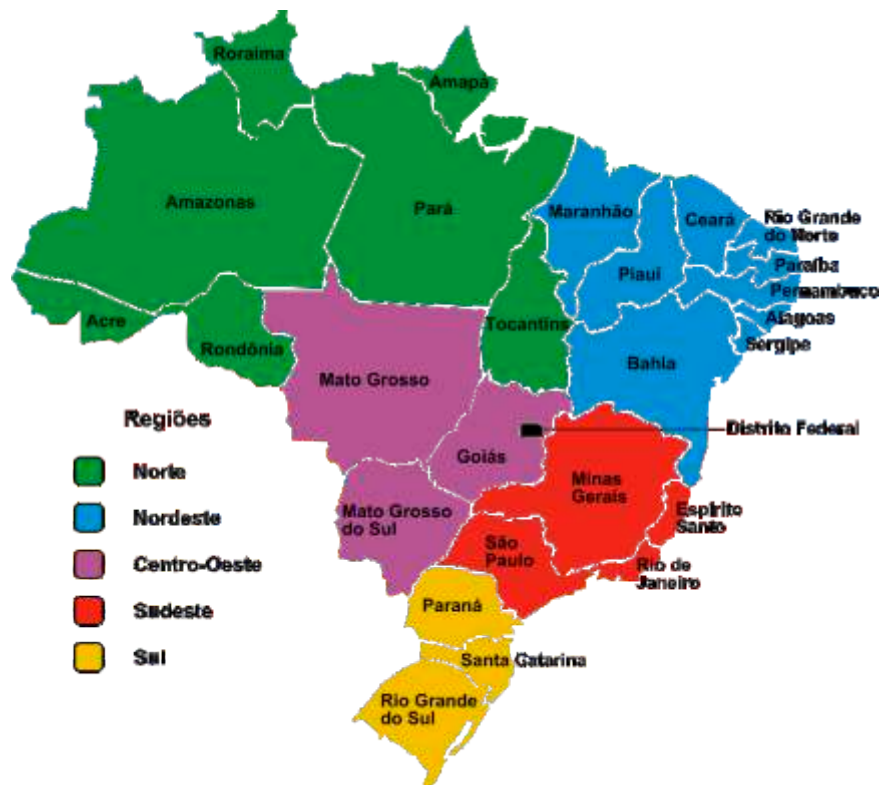 Roraima
Amapá
Amazonas
Pará
Maranhão
Ceará
Rio Grande
do Norte
Paraíba
Piauí
Pernambuco
Alagoas
Sergipe
Acre
Rondônia
Tocantins
Bahia
Mato Grosso
Distrito Federal
Goiás
Minas
Gerais
Mato Grosso
do Sul
Espírito
Santo
São
Paulo
Rio de
Janeiro
Paraná
Santa Catarina
Rio Grande
do Sul
Regiões
Norte
Nordeste
Centro-Oeste
Sudeste
Sul